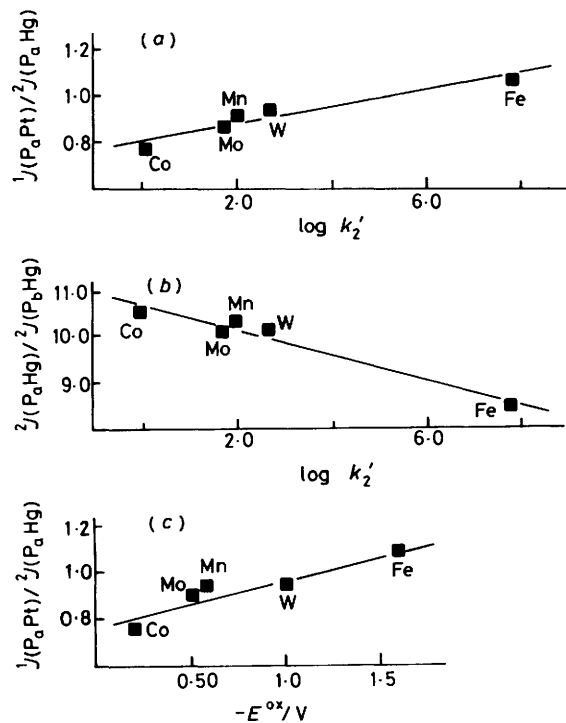 (a)
¹J(PₐPt)/²J(PₐHg)
1·2
1·0
0·8
Co
Mo
Mn
W
Fe
2·0
6·0
log k₂′
(b)
²J(PₐHg)/²J(P_bHg)
11·0
10·0
9·0
Co
Mo
Mn
W
Fe
2·0
6·0
log k₂′
(c)
¹J(PₐPt)/²J(PₐHg)
1·2
1·0
0·8
Co
Mo
Mn
W
Fe
0·50
1·0
1·5
-E^ox/V